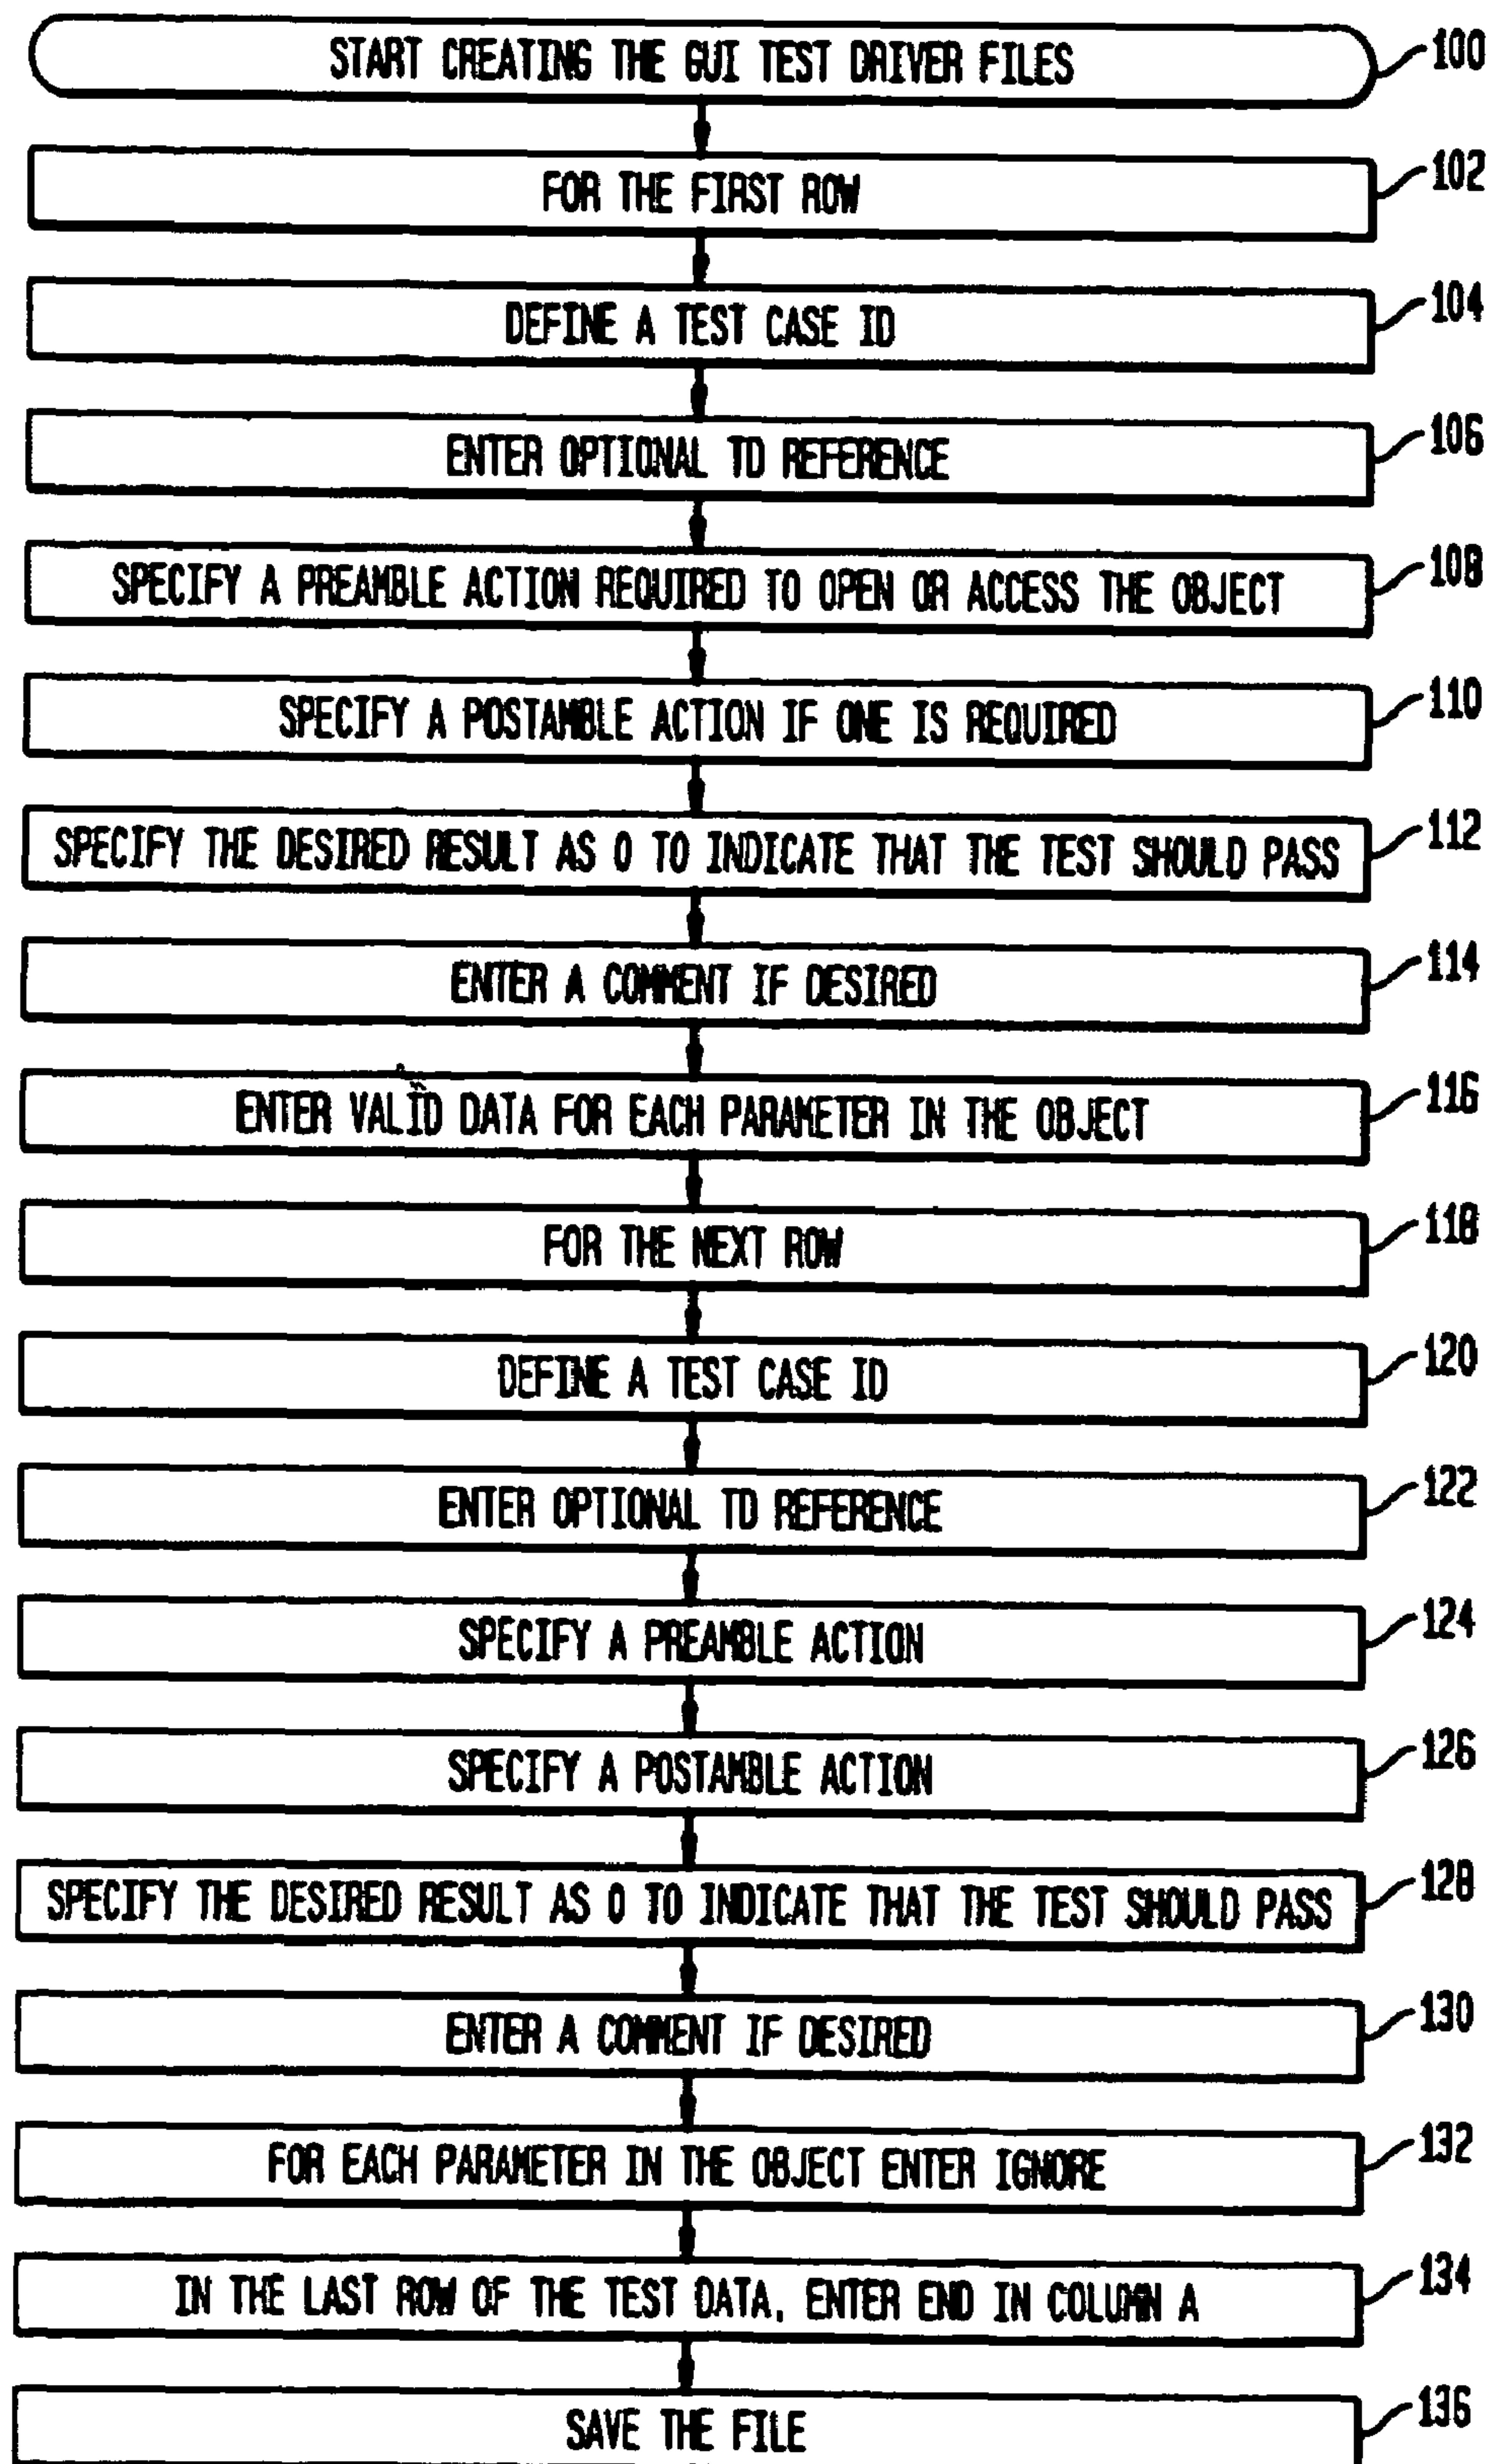 START CREATING THE GUI TEST DRIVER FILES
100
FOR THE FIRST ROW
102
DEFINE A TEST CASE ID
104
ENTER OPTIONAL TD REFERENCE
106
SPECIFY A PREAMBLE ACTION REQUIRED TO OPEN OR ACCESS THE OBJECT
108
SPECIFY A POSTAMBLE ACTION IF ONE IS REQUIRED
110
SPECIFY THE DESIRED RESULT AS 0 TO INDICATE THAT THE TEST SHOULD PASS
112
ENTER A COMMENT IF DESIRED
114
ENTER VALID DATA FOR EACH PARAMETER IN THE OBJECT
116
FOR THE NEXT ROW
118
DEFINE A TEST CASE ID
120
ENTER OPTIONAL TD REFERENCE
122
SPECIFY A PREAMBLE ACTION
124
SPECIFY A POSTAMBLE ACTION
126
SPECIFY THE DESIRED RESULT AS 0 TO INDICATE THAT THE TEST SHOULD PASS
128
ENTER A COMMENT IF DESIRED
130
FOR EACH PARAMETER IN THE OBJECT ENTER IGNORE
132
IN THE LAST ROW OF THE TEST DATA, ENTER END IN COLUMN A
134
SAVE THE FILE
136